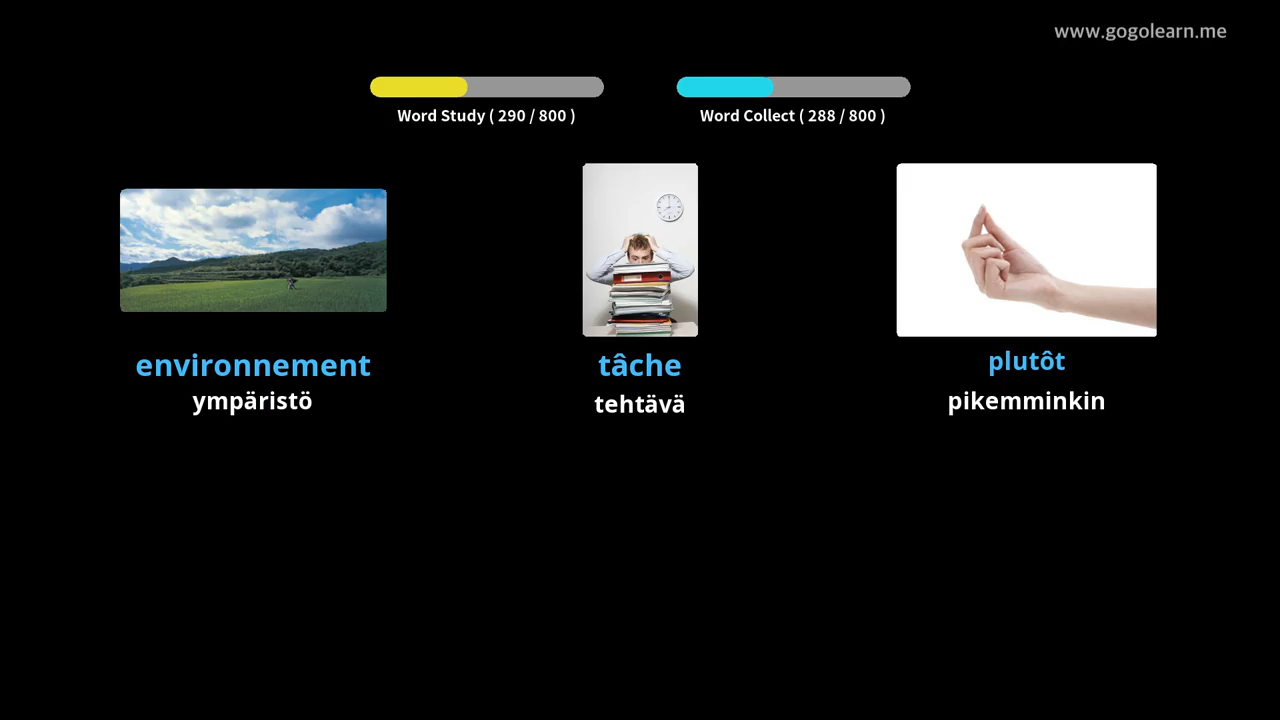 www.gogolearn.me
Word Study ( 290 / 800 )
Word Collect ( 288 / 800 )
environnement
ympäristö
tâche
tehtävä
plutôt
pikemminkin